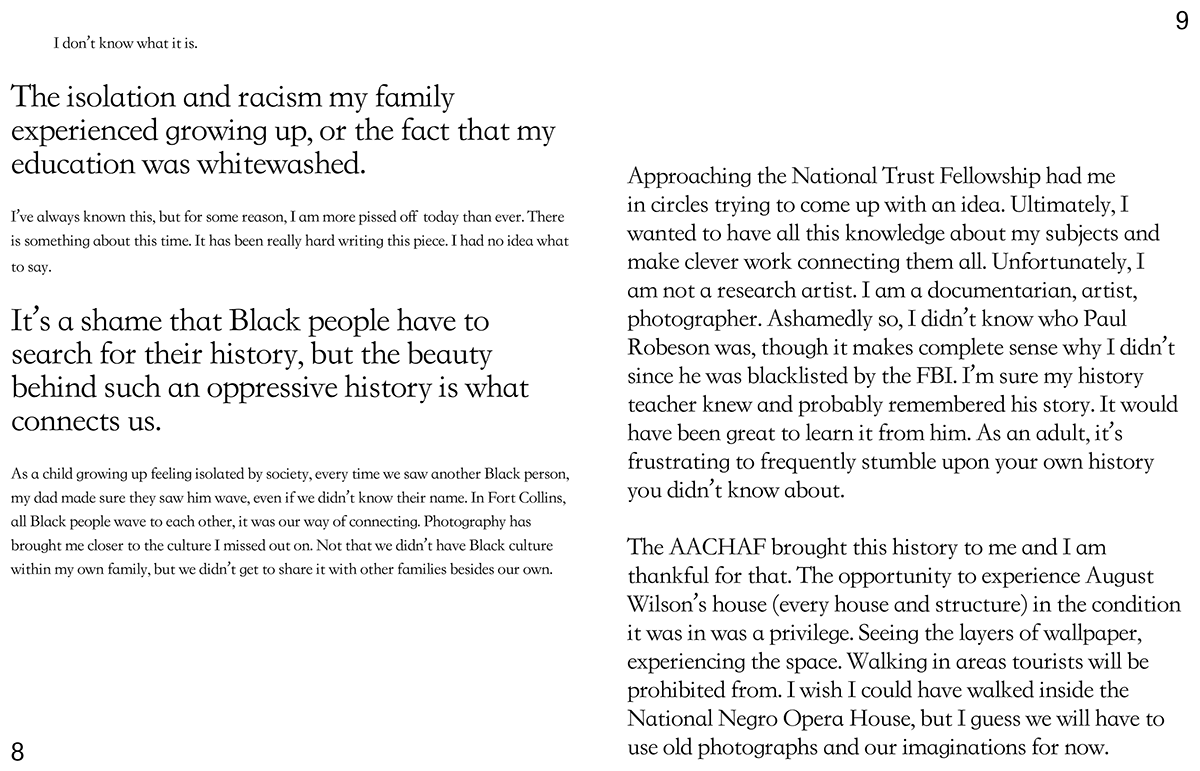 I don't know what it is.
The isolation and racism my family
experienced growing up, or the fact that my
education was whitewashed.
I've always known this, but for some reason, I am more pissed off today than ever. There
is something about this time. It has been really hard writing this piece. I had no idea what
to say.
It's a shame that Black people have to
search for their history, but the beauty
behind such an oppressive history is what
connects us.
As a child growing up feeling isolated by society, every time we saw another Black person,
my dad made sure they saw him wave, even if we didn't know their name. In Fort Collins,
all Black people wave to each other, it was our way of connecting. Photography has
brought me closer to the culture I missed out on. Not that we didn't have Black culture
within my own family, but we didn't get to share it with other families besides our own.
8
9
Approaching the National Trust Fellowship had me
in circles trying to come up with an idea. Ultimately, I
wanted to have all this knowledge about my subjects and
make clever work connecting them all. Unfortunately, I
am not a research artist. I am a documentarian, artist,
photographer. Ashamedly so, I didn't know who Paul
Robeson was, though it makes complete sense why I didn't
since he was blacklisted by the FBI. I'm sure my history
teacher knew and probably remembered his story. It would
have been great to learn it from him. As an adult, it's
frustrating to frequently stumble upon your own history
you didn't know about.
The AACHAF brought this history to me and I am
thankful for that. The opportunity to experience August
Wilson's house (every house and structure) in the condition
it was in was a privilege. Seeing the layers of wallpaper,
experiencing the space. Walking in areas tourists will be
prohibited from. I wish I could have walked inside the
National Negro Opera House, but I guess we will have to
use old photographs and our imaginations for now.